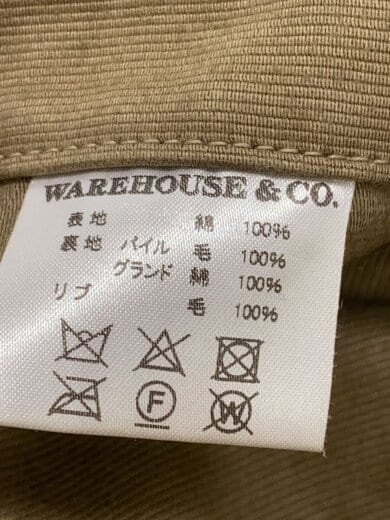 WAREHOUSE & CO.
表地 綿 100%
裏地 パイル 毛 100%
グランド 綿 100%
リブ 毛 100%
F
W